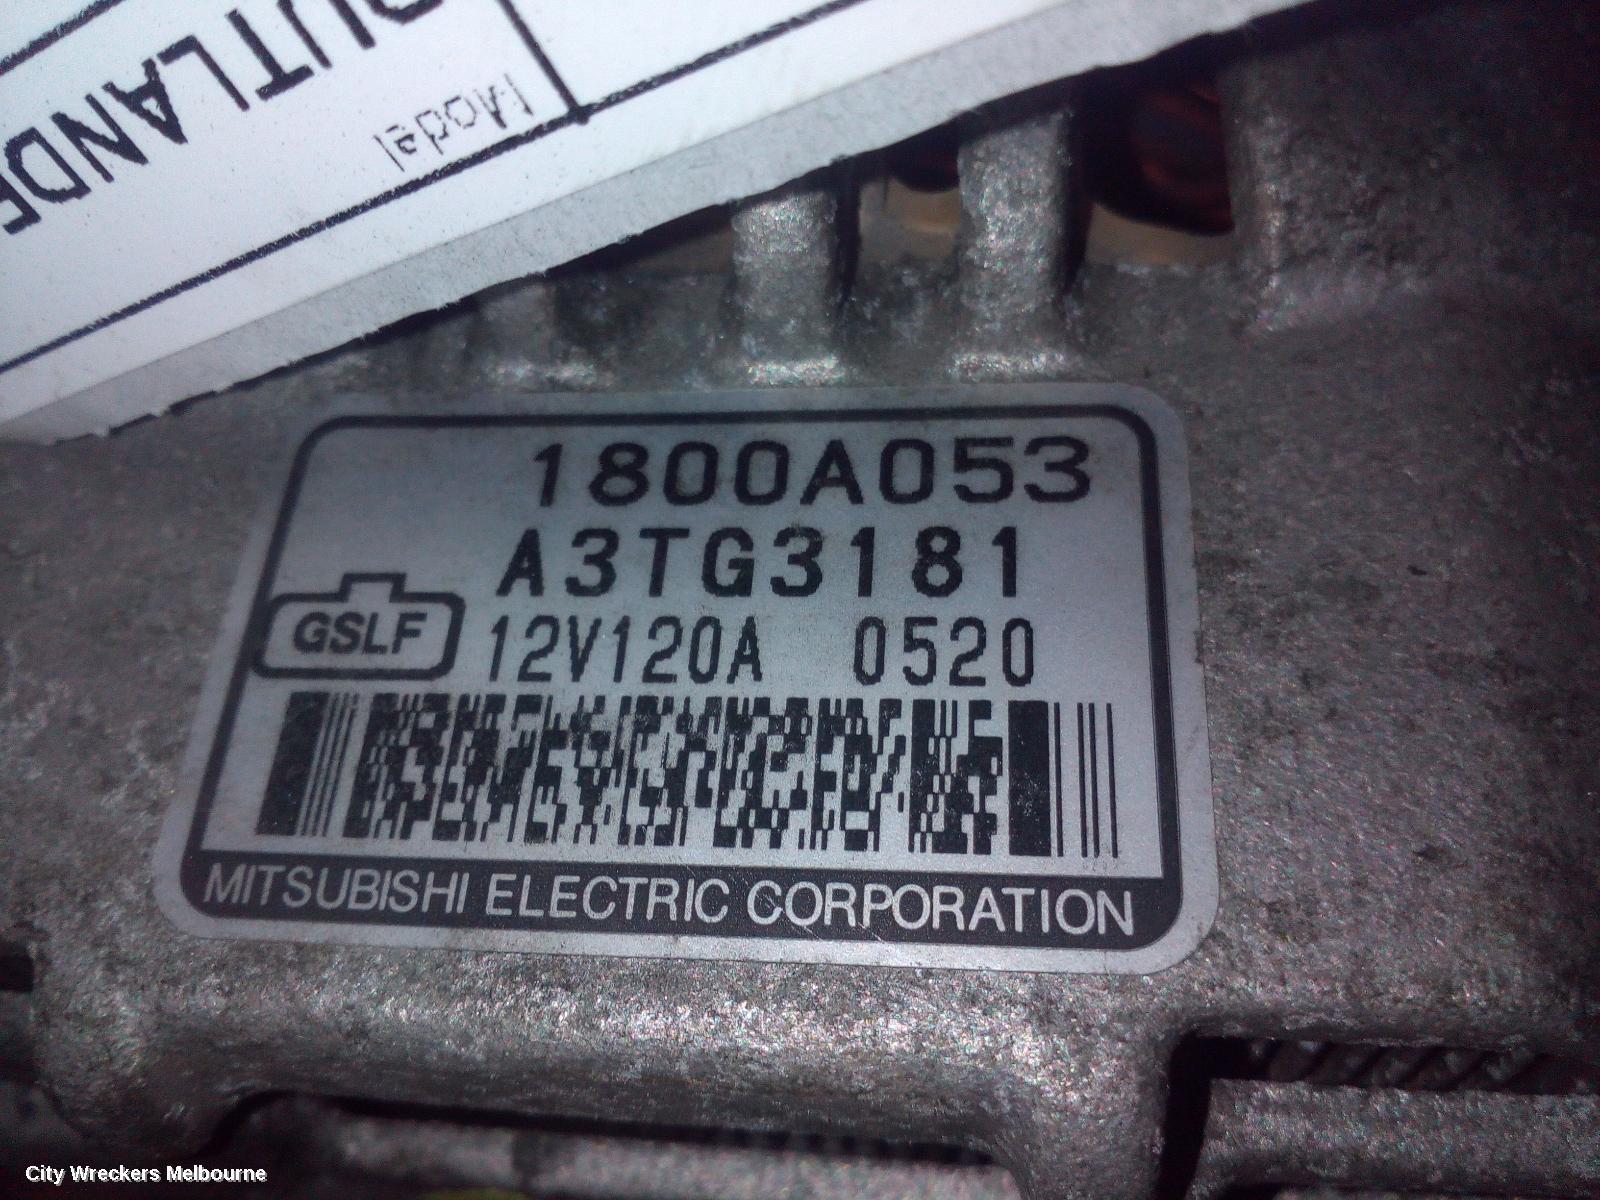 OUTLANDE
Model
1800A053
A3TG3181
GSLF 12V120A 0520
MITSUBISHI ELECTRIC CORPORATION
City Wreckers Melbourne